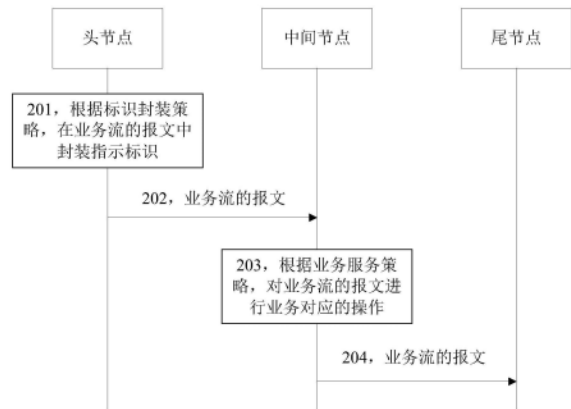 头节点
中间节点
尾节点
201，根据标识封装策
略，在业务流的报文中
封装指示标识
202，业务流的报文
203，根据业务服务策
略，对业务流的报文进
行业务对应的操作
204，业务流的报文